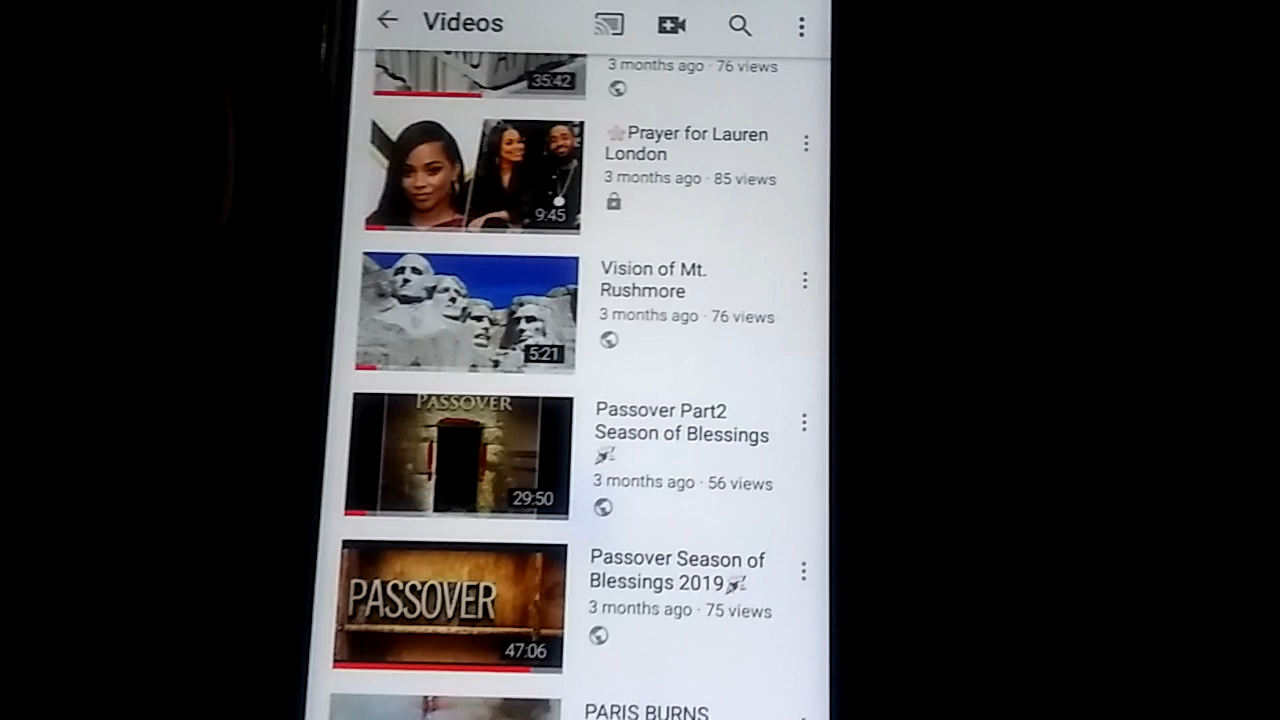 Videos
35:42
3 months ago · 76 views
Prayer for Lauren
London
3 months ago · 85 views
9:45
Vision of Mt.
Rushmore
3 months ago · 76 views
5:21
PASSOVER
Passover Part2
Season of Blessings
3 months ago · 56 views
29:50
Passover Season of
Blessings 2019
3 months ago · 75 views
PASSOVER
47:06
PARIS BURNS